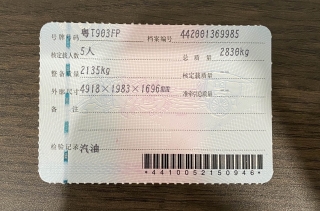 号牌号码 粤T903FP 档案编号 442001369985
核定载人数 5人 总质量 2830kg
整备质量 2135kg 核定载质量 --
外廓尺寸 4918×1983×1696mm 准牵引总质量 --
备注
检验记录 汽油
*4410052150946*